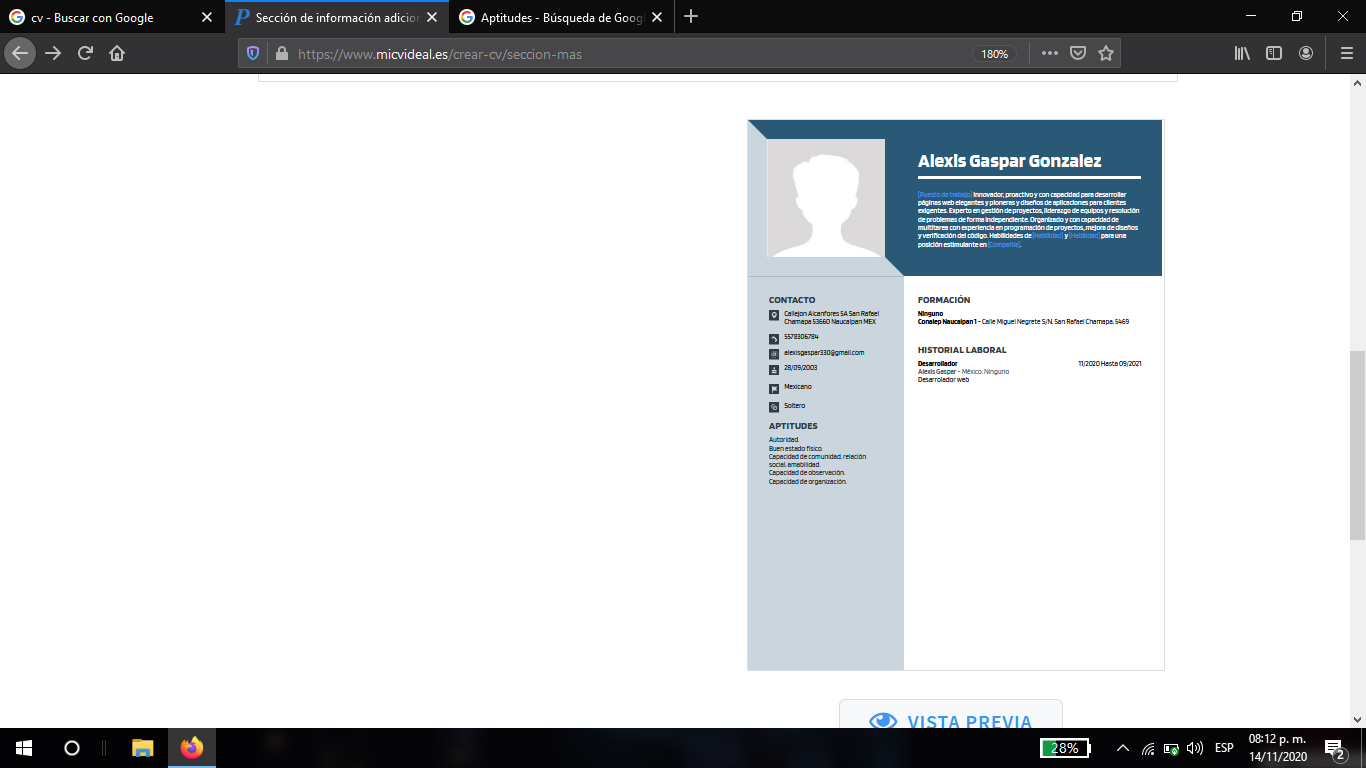 cv - Buscar con Google
Sección de información adicion
Aptitudes - Búsqueda de Goog
https://www.micvideal.es/crear-cv/seccion-mas
180%
Alexis Gaspar Gonzalez
[Puesto de trabajo] Innovador, proactivo y con capacidad para desarrollar
páginas web elegantes y pioneras y diseños de aplicaciones para clientes
exigentes. Experto en gestión de proyectos, liderazgo de equipos y resolución
de problemas de forma independiente. Organizado y con capacidad de
multitarea con experiencia en programación de proyectos, mejora de diseños
y verificación del código. Habilidades de [Habilidad] y [Habilidad] para una
posición estimulante en [Compañía].
CONTACTO
Callejon Alcanfores 5A San Rafael
Chamapa 53660 Naucalpan MEX
5578306784
alexisgaspar330@gmail.com
28/09/2003
Mexicano
Soltero
APTITUDES
Autoridad.
Buen estado físico.
Capacidad de comunidad, relación
social, amabilidad.
Capacidad de observación.
Capacidad de organización.
FORMACIÓN
Ninguno
Conalep Naucalpan 1 - Calle Miguel Negrete S/N, San Rafael Chamapa, 5469
HISTORIAL LABORAL
Desarrollador 11/2020 Hasta 09/2021
Alexis Gaspar - México, Ninguno
Desarrolador web
VISTA PREVIA
28%
ESP
08:12 p. m.
14/11/2020
2